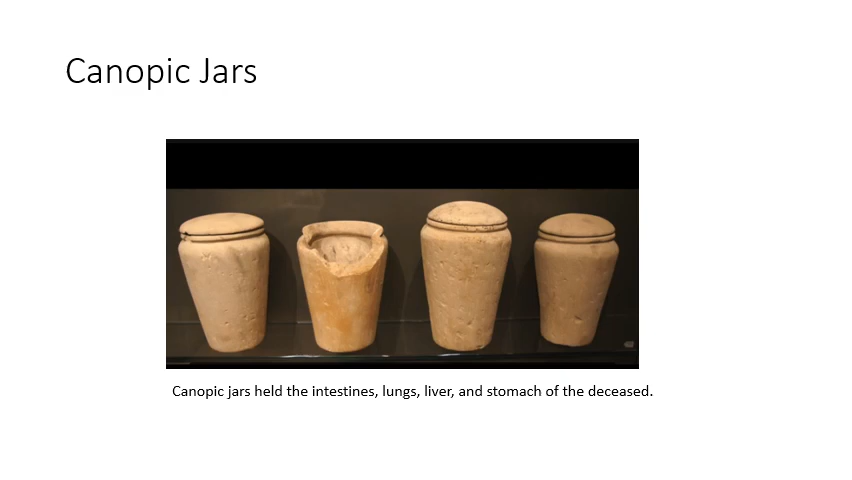 Canopic Jars
Canopic jars held the intestines, lungs, liver, and stomach of the deceased.